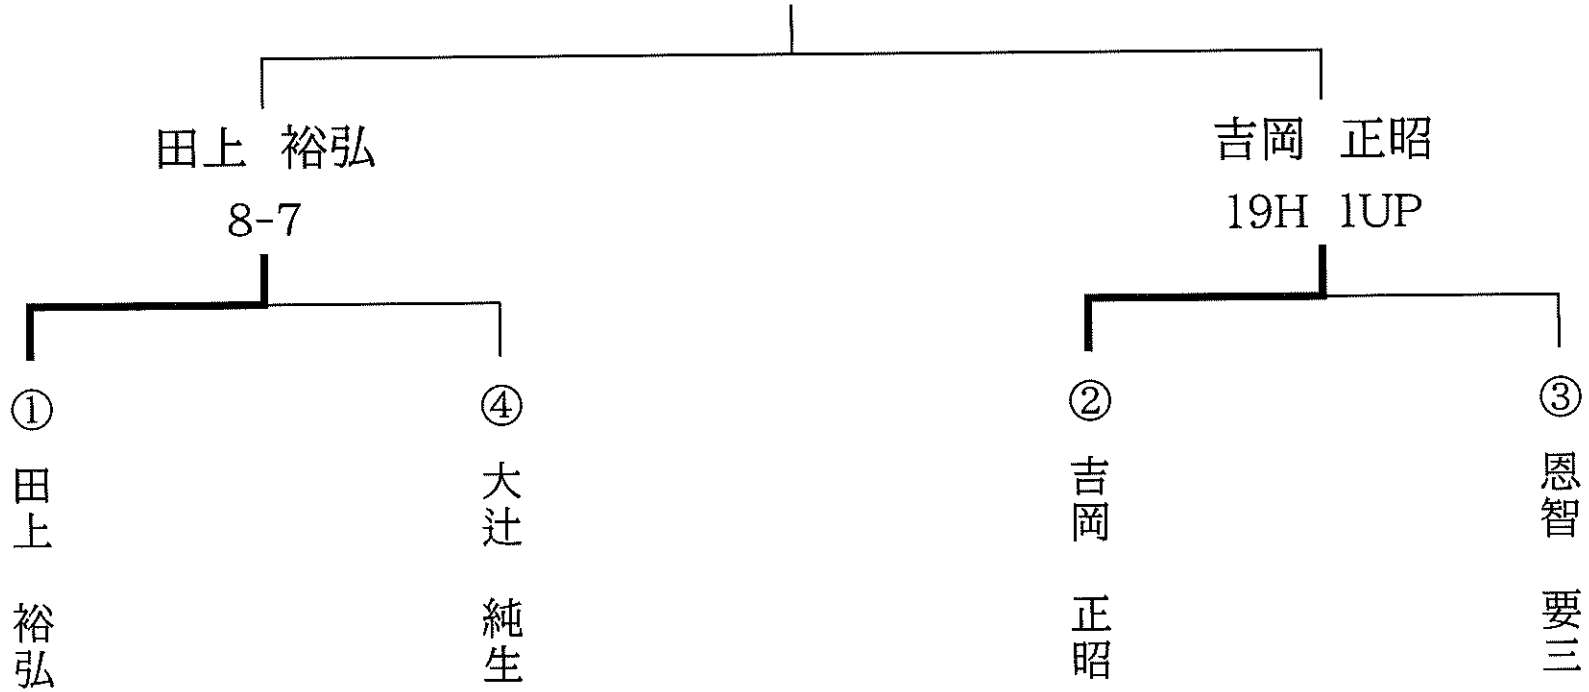 田上 裕弘
8-7
吉岡 正昭
19H 1UP
①
田上 裕弘
④
大辻 純生
②
吉岡 正昭
③
恩智 要三